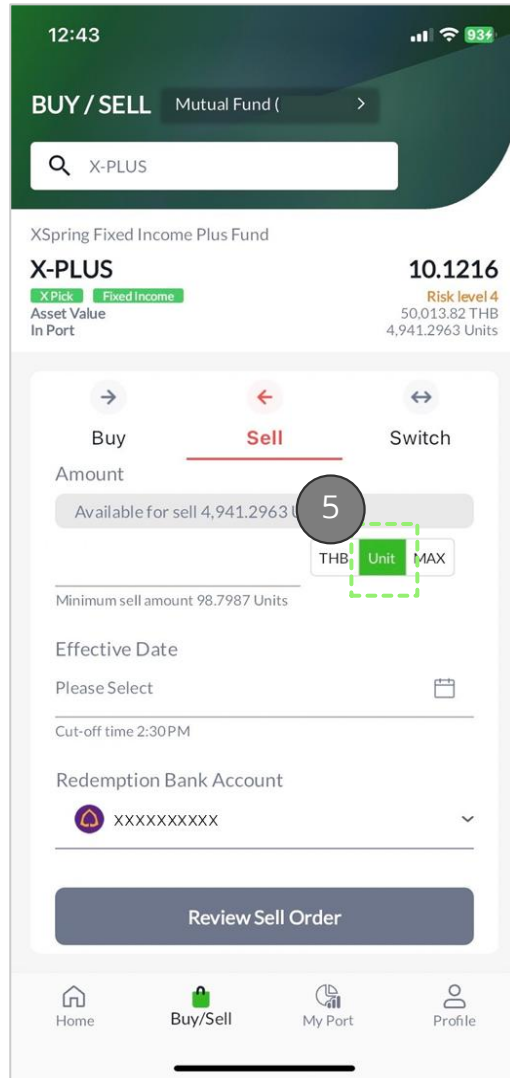 12:43
93
BUY / SELL Mutual Fund ( >
X-PLUS
XSpring Fixed Income Plus Fund
X-PLUS 10.1216
X Pick Fixed Income Risk level 4
Asset Value 50,013.82 THB
In Port 4,941.2963 Units
Buy Sell Switch
Amount
Available for sell 4,941.2963
5
THB Unit MAX
Minimum sell amount 98.7987 Units
Effective Date
Please Select
Cut-off time 2:30PM
Redemption Bank Account
XXXXXXXXXX
Review Sell Order
Home Buy/Sell My Port Profile